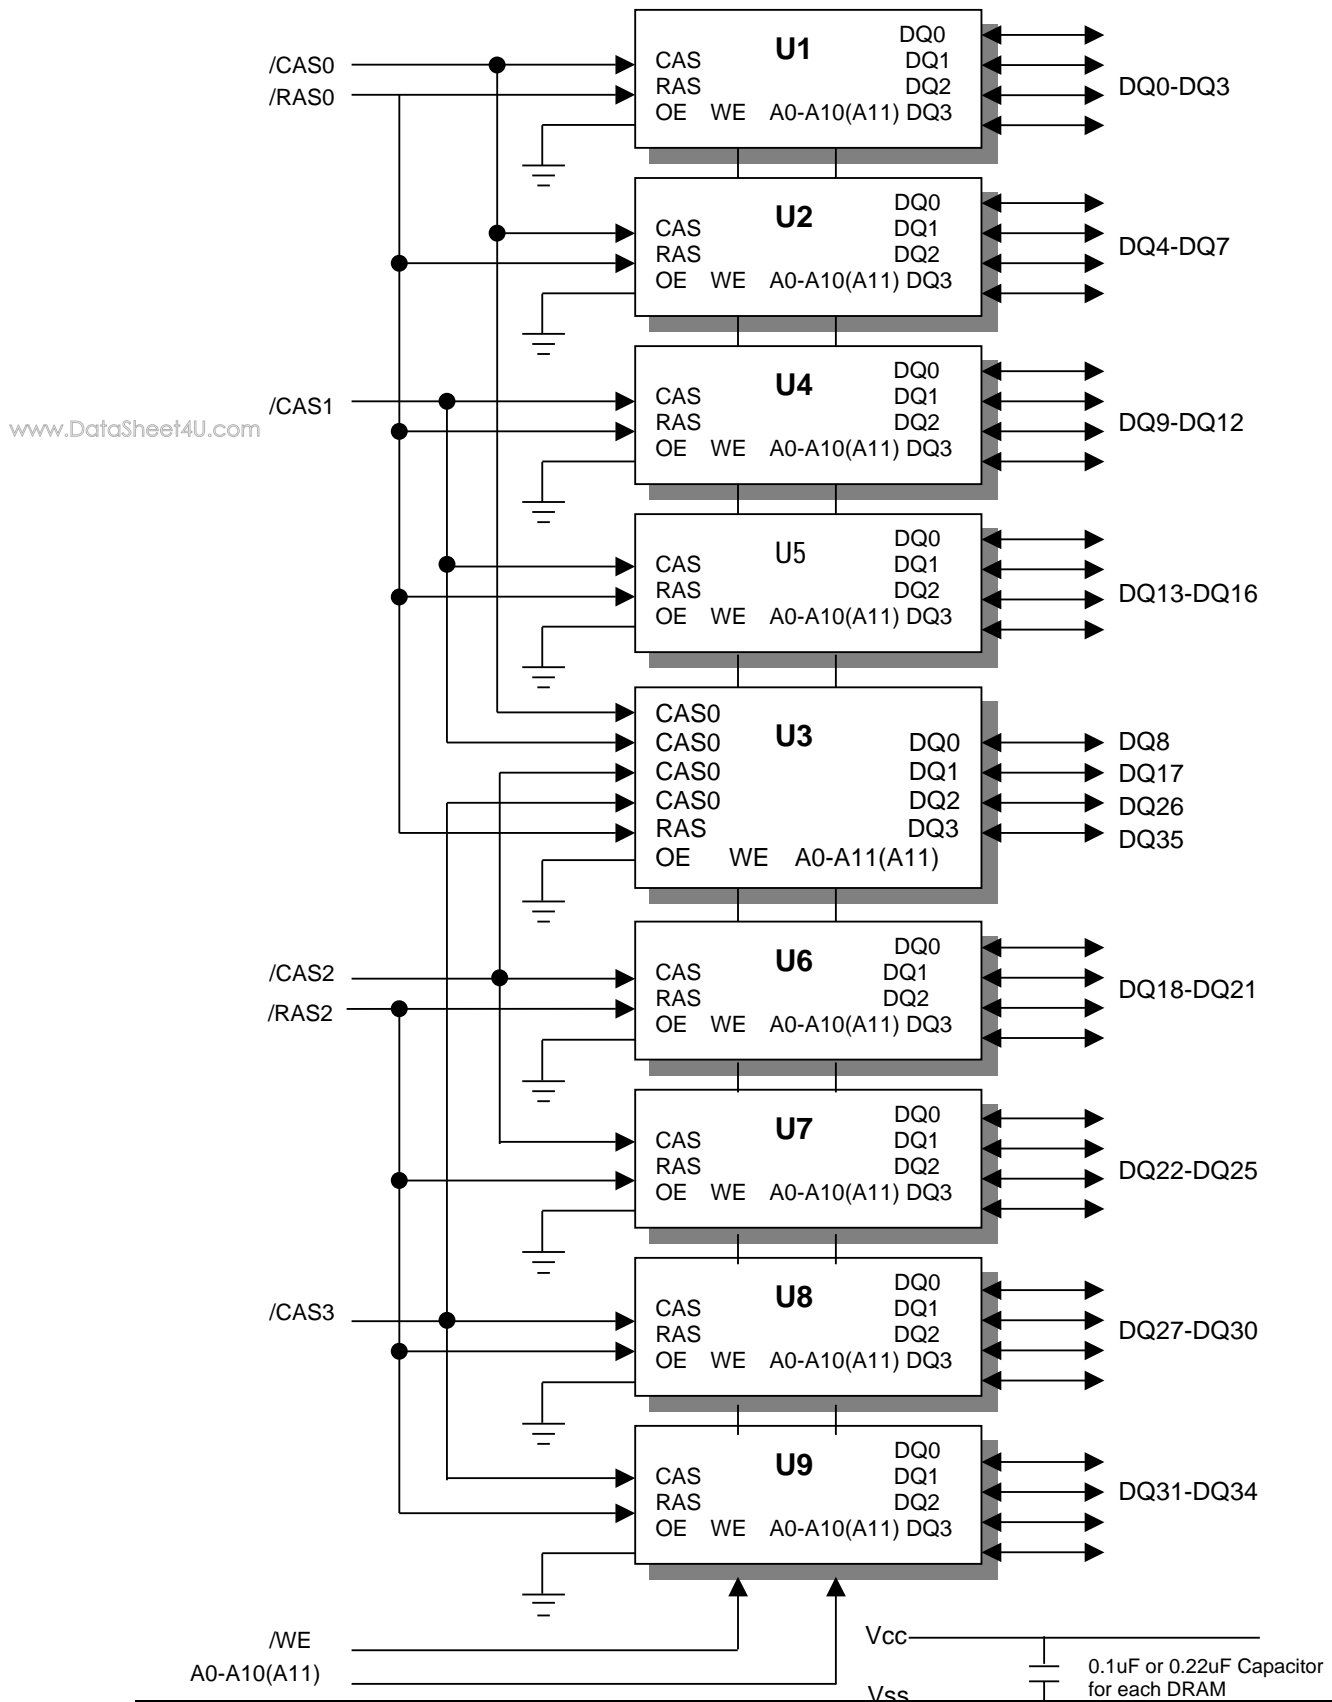 /CAS0
/RAS0
U1
CAS
RAS
OE WE A0-A10(A11) DQ3
DQ0
DQ1
DQ2
DQ0-DQ3
U2
CAS
RAS
OE WE A0-A10(A11) DQ3
DQ0
DQ1
DQ2
DQ4-DQ7
/CAS1
www.DataSheet4U.com
U4
CAS
RAS
OE WE A0-A10(A11) DQ3
DQ0
DQ1
DQ2
DQ9-DQ12
U5
CAS
RAS
OE WE A0-A10(A11) DQ3
DQ0
DQ1
DQ2
DQ13-DQ16
U3
CAS0
CAS0
CAS0
CAS0
RAS
OE WE A0-A11(A11)
DQ0
DQ1
DQ2
DQ3
DQ8
DQ17
DQ26
DQ35
/CAS2
/RAS2
U6
CAS
RAS
OE WE A0-A10(A11) DQ3
DQ0
DQ1
DQ2
DQ18-DQ21
U7
CAS
RAS
OE WE A0-A10(A11) DQ3
DQ0
DQ1
DQ2
DQ22-DQ25
/CAS3
U8
CAS
RAS
OE WE A0-A10(A11) DQ3
DQ0
DQ1
DQ2
DQ27-DQ30
U9
CAS
RAS
OE WE A0-A10(A11) DQ3
DQ0
DQ1
DQ2
DQ31-DQ34
/WE
A0-A10(A11)
Vcc
0.1uF or 0.22uF Capacitor
for each DRAM
Vss